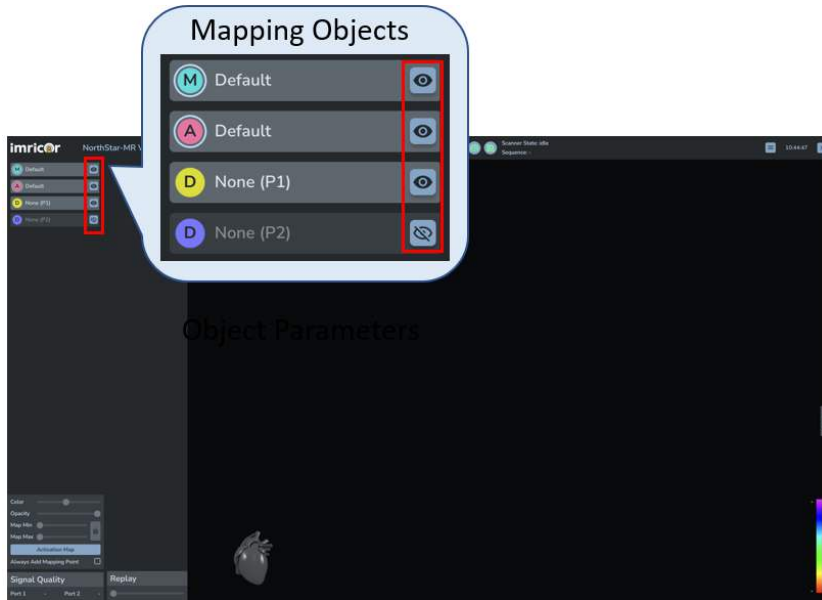 Mapping Objects
M Default
A Default
D None (P1)
D None (P2)
imricor NorthStar-MR
Scanner State: idle
Sequence -
10:44:47
M Default
A Default
D None (P1)
D None (P2)
Object Parameters
Color
Opacity
Map Min
Map Max
Activation Map
Always Add Mapping Point
Signal Quality Replay
Port 1 - Port 2 -